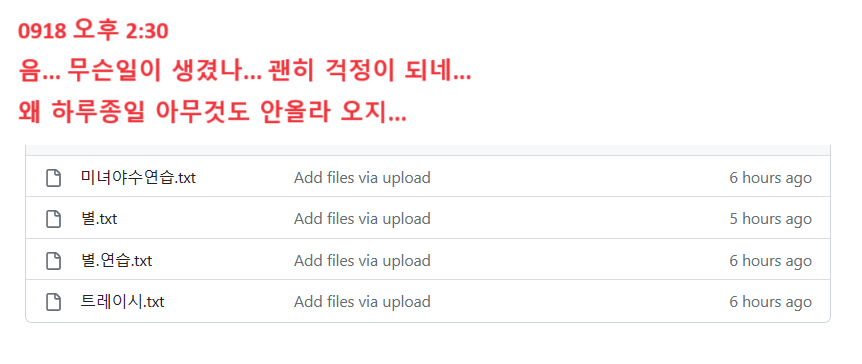 0918 오후 2:30
음... 무슨일이 생겼나... 괜히 걱정이 되네...
왜 하루종일 아무것도 안올라 오지...
미녀야수연습.txt Add files via upload 6 hours ago
별.txt Add files via upload 5 hours ago
별.연습.txt Add files via upload 6 hours ago
트레이시.txt Add files via upload 6 hours ago